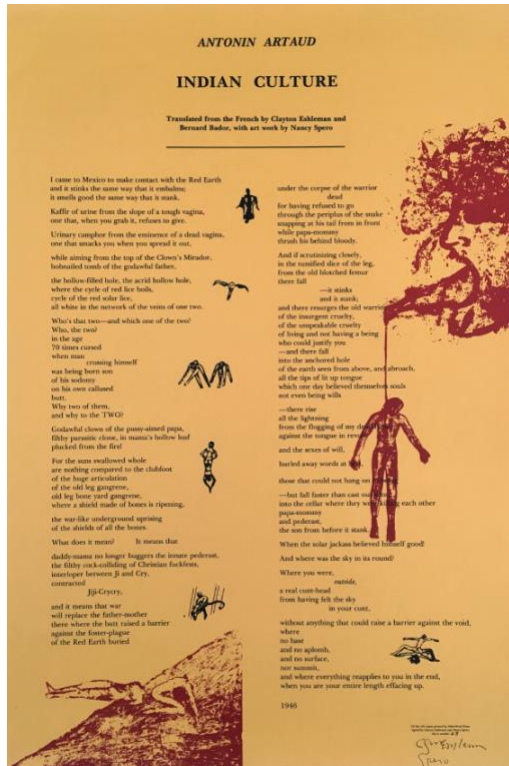 ANTONIN ARTAUD
INDIAN CULTURE
Translated from the French by Clayton Eshleman and
Bernard Bador, with art work by Nancy Spero
I came to Mexico to make contact with the Red Earth
and it stinks the same way that it embalms;
it smells good the same way that it stank.
Kaffir of urine from the slope of a tough vagina,
one that, when you grab it, refuses to give.
Urinary camphor from the eminence of a dead vagina,
one that smacks you when you spread it out,
while aiming from the top of the Clown's Mirador,
hobnailed tomb of the godawful father,
the hollow-filled hole, the acrid hollow hole,
where the cycle of red lice boils,
cycle of the red solar lice,
all white in the network of the veins of one two.
Who's that two—and which one of the two?
Who, the two?
in the age
70 times cursed
when man
crossing himself
was being born son
of his sodomy
on his own callused
butt.
Why two of them,
and why to the TWO?
Godawful clown of the pussy-aimed papa,
filthy parasitic clone, in mama's hollow bud
plucked from the fire!
For the suns swallowed whole
are nothing compared to the clubfoot
of the huge articulation
of the old leg gangrene,
old leg bone yard gangrene,
where a shield made of bones is ripening,
the war-like underground uprising
of the shields of all the bones
What does it mean? It means that
daddy-mama no longer buggers the innate pederast,
the filthy cock-colliding of Christian fuckfests,
interloper between Ji and Cry,
contracted
Jiji-Crycry,
and it means that war
will replace the father-mother
there where the butt raised a barrier
against the foster-plague
of the Red Earth buried
under the corpse of the warrior
dead
for having refused to go
through the periplus of the snake
snapping at his tail from in front
while papa-mommy
thrash his behind bloody.
And if scrutinizing closely,
in the tumified slice of the leg,
from the old blotched femur
there fall
—it stinks
and it stank;
and there resurges the old warrior
of the insurgent cruelty,
of the unspeakable cruelty
of living and not having a being
who could justify you
—and there fall
into the anchored hole
of the earth seen from above, and abroach,
all the tips of lit up tongue
which one day believed themselves souls
not even being wills
—there rise
all the lightning
from the flogging of my
against the tongue in
and the sexes of will,
hurled away words at
those that could not hang on
—but fall faster than cast out
into the cellar where they were killing each other
papa-mommy
and pederast,
the son from before it stank.
When the solar jackass believed himself good!
And where was the sky in its round?
Where you were,
outside,
a real cunt-head
from having felt the sky
in your cunt,
without anything that could raise a barrier against the void,
where
no base
and no aplomb,
and no surface,
nor summit,
and where everything reapplies to you in the end,
when you are your entire length effacing up.
1946
Spero